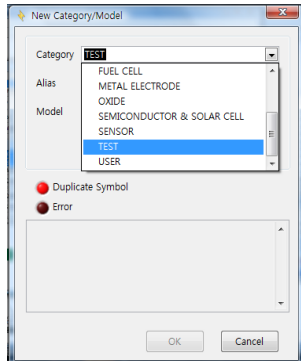 New Category/Model
Category TEST
FUEL CELL
Alias
METAL ELECTRODE
OXIDE
Model
SEMICONDUCTOR & SOLAR CELL
SENSOR
TEST
USER
Duplicate Symbol
Error
OK Cancel